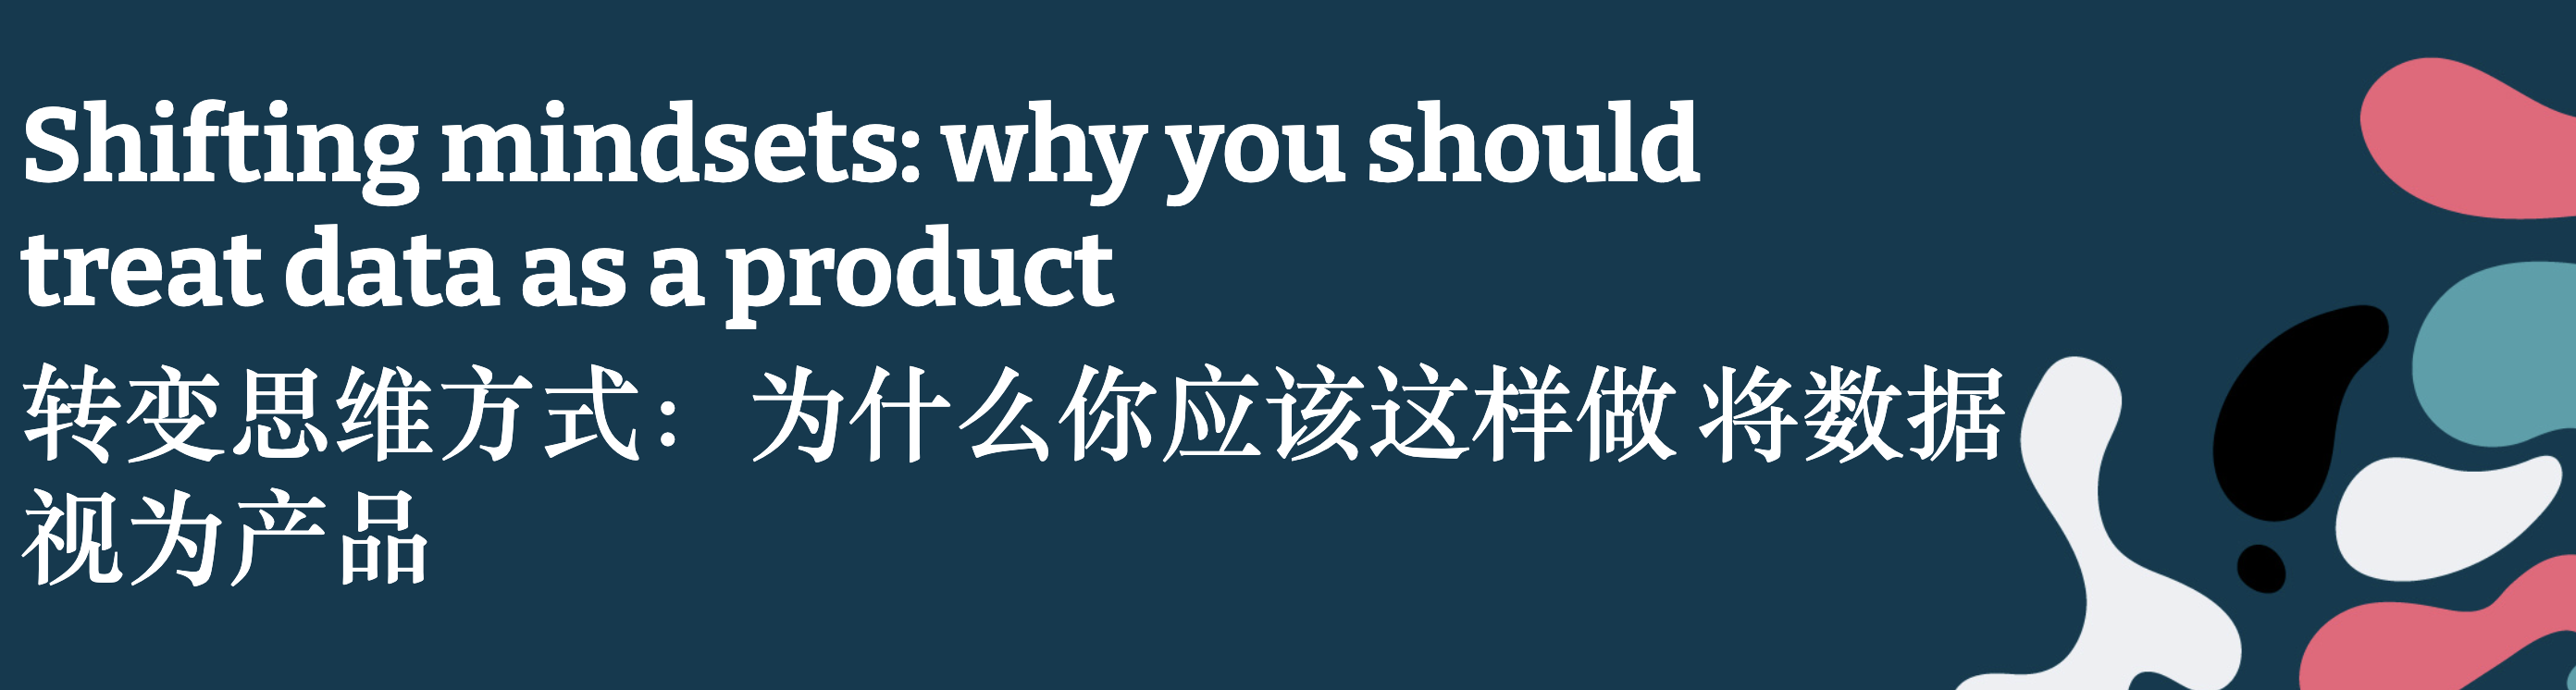 Shifting mindsets: why you should
treat data as a product
转变思维方式： 为什么你应该这样做 将数据
视为产品